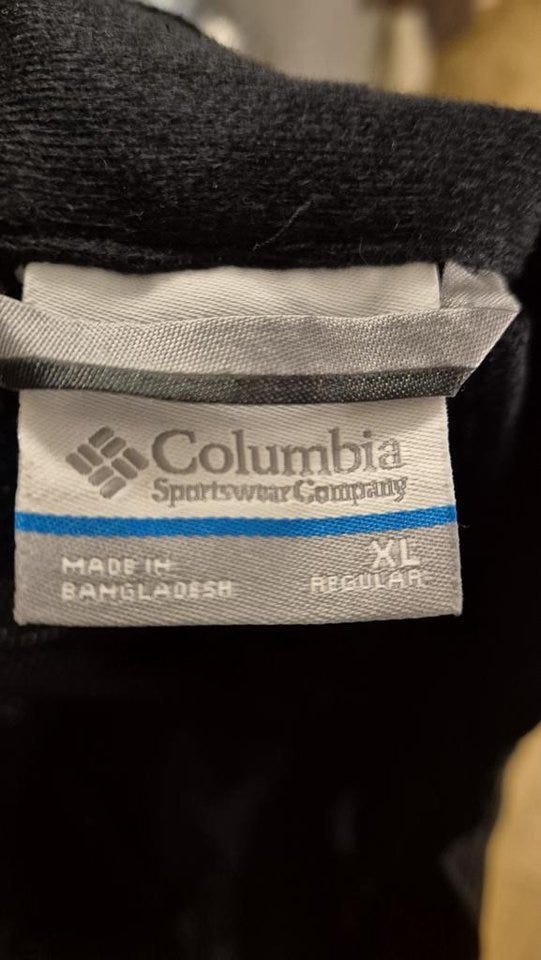 Columbia
Sportswear Company
MADE IN
BANGLADESH
XL
REGULAR